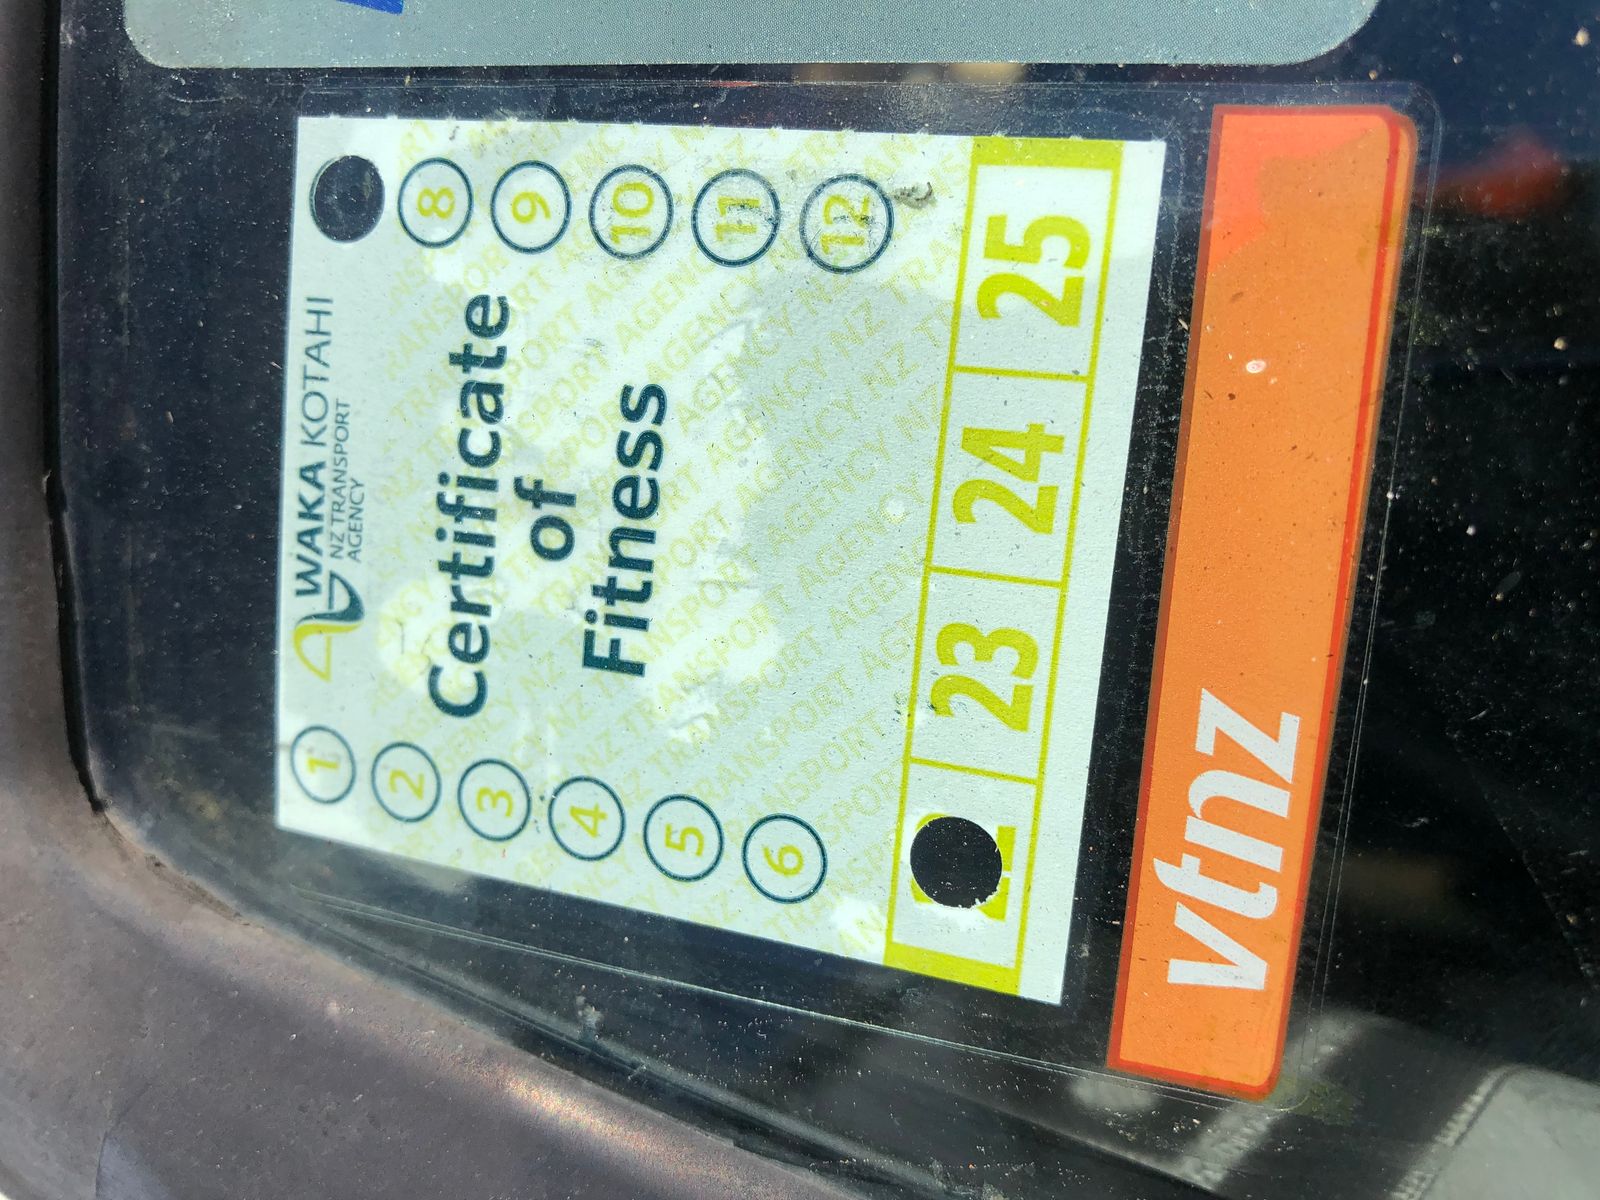 WAKA KOTAHI
NZ TRANSPORT
AGENCY
1
2
3
4
5
6
Certificate
of
Fitness
8
9
10
11
12
23
24
25
vtnz